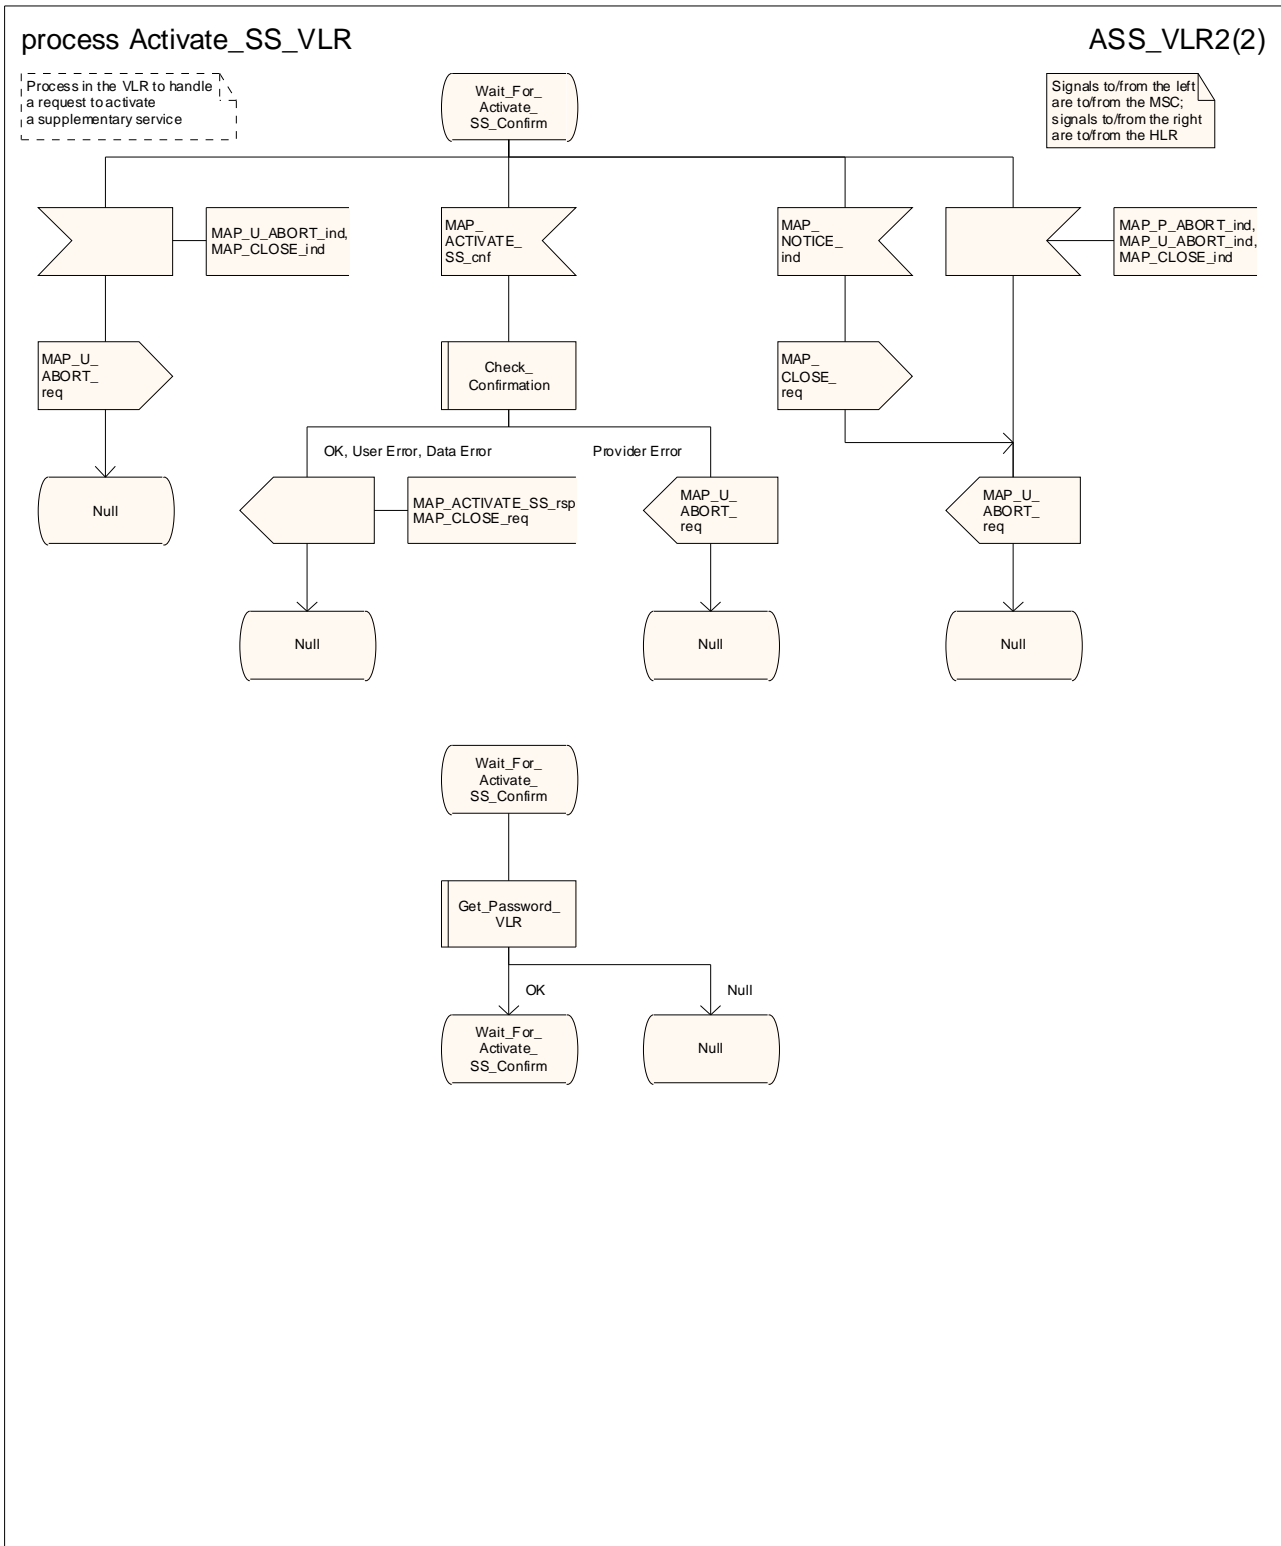 process Activate_SS_VLR
ASS_VLR2(2)
Process in the VLR to handle
a request to activate
a supplementary service
Wait_For_
Activate_
SS_Confirm
Signals to/from the left
are to/from the MSC;
signals to/from the right
are to/from the HLR
MAP_U_ABORT_ind,
MAP_CLOSE_ind
MAP_
ACTIVATE_
SS_cnf
MAP_
NOTICE_
ind
MAP_P_ABORT_ind,
MAP_U_ABORT_ind,
MAP_CLOSE_ind
MAP_U_
ABORT_
req
Check_
Confirmation
MAP_
CLOSE_
req
OK, User Error, Data Error
Provider Error
Null
MAP_ACTIVATE_SS_rsp
MAP_CLOSE_req
MAP_U_
ABORT_
req
MAP_U_
ABORT_
req
Null
Null
Null
Wait_For_
Activate_
SS_Confirm
Get_Password_
VLR
OK
Null
Wait_For_
Activate_
SS_Confirm
Null